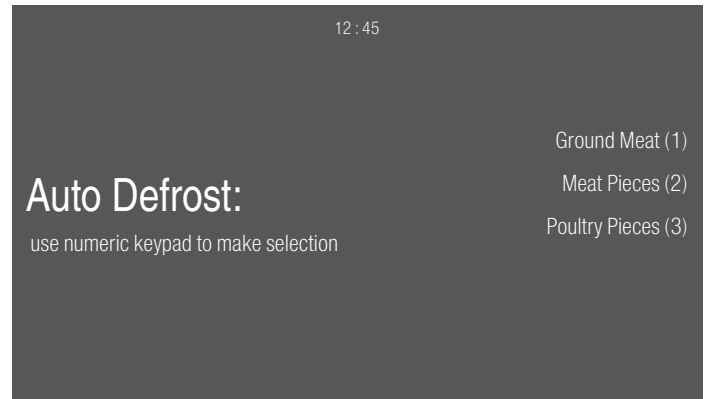 12 : 45
Auto Defrost:
use numeric keypad to make selection
Ground Meat (1)
Meat Pieces (2)
Poultry Pieces (3)